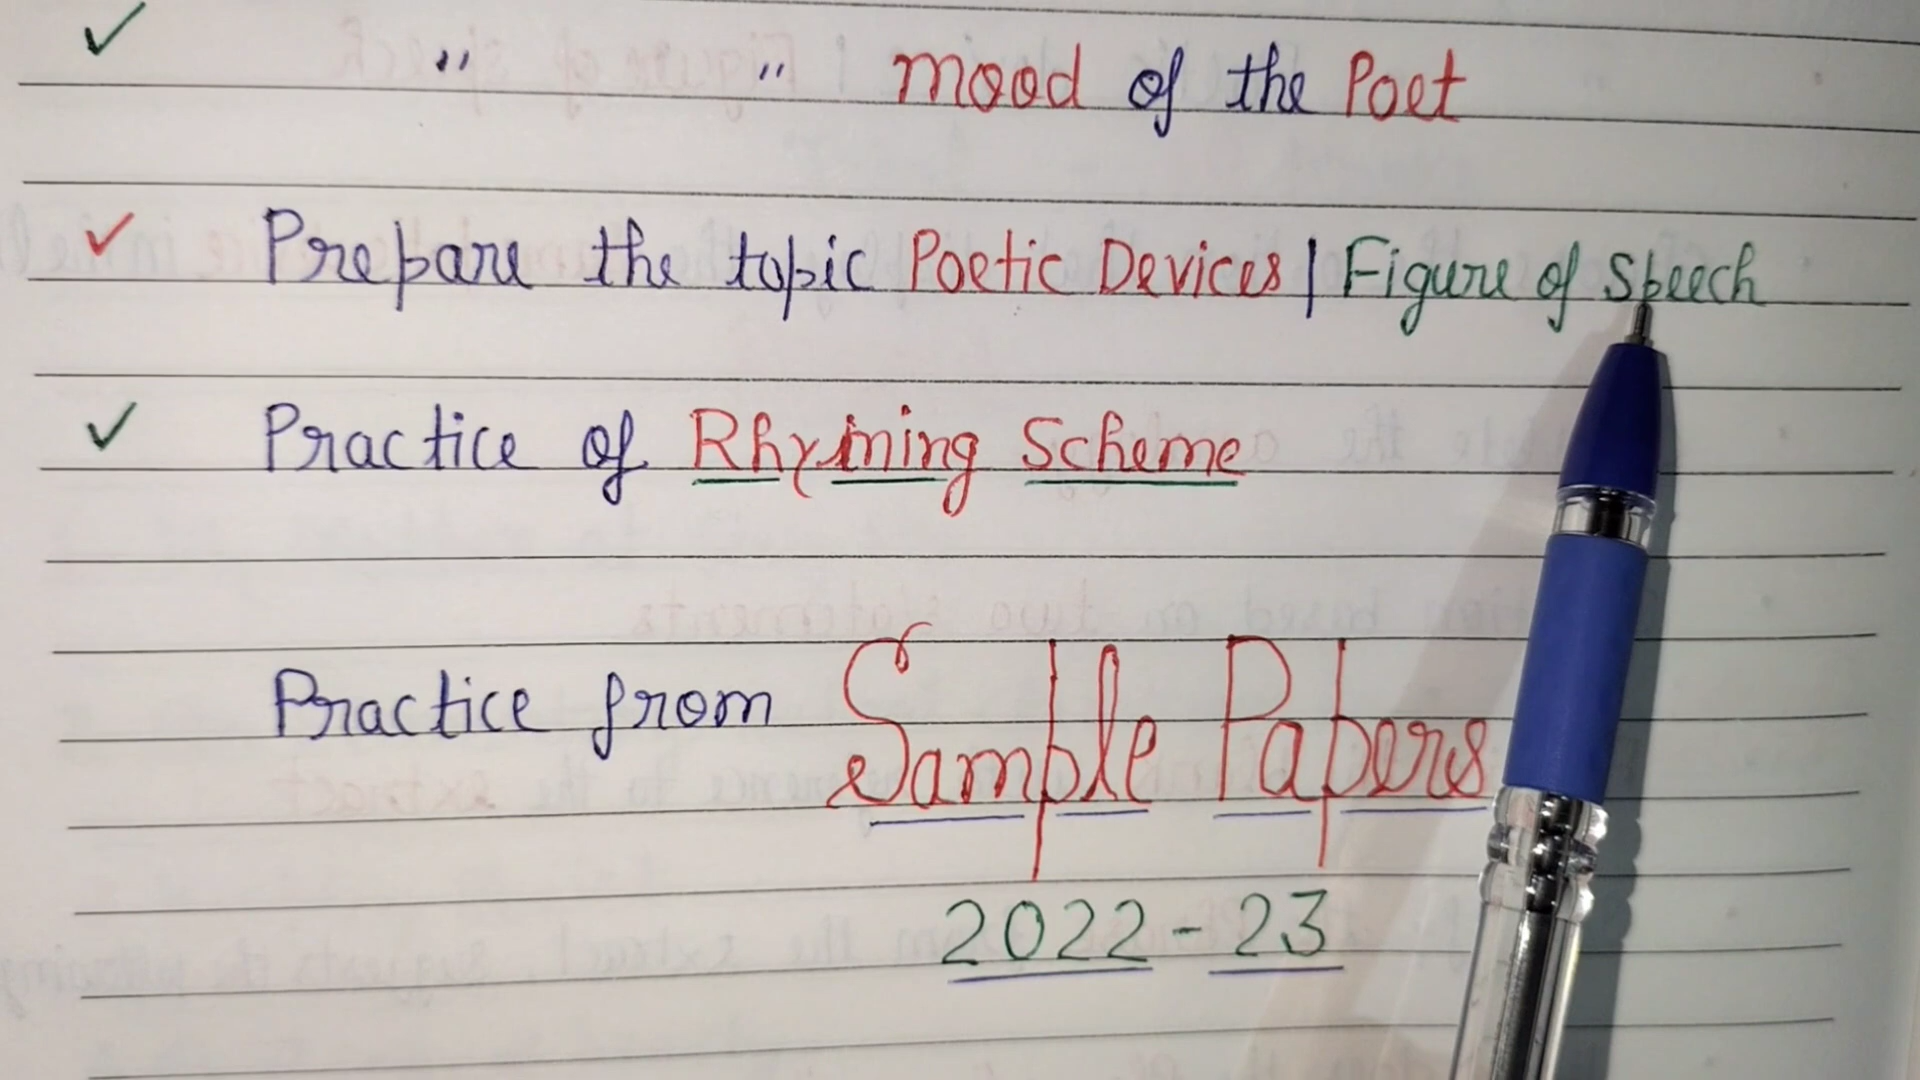 ✓ " " mood of the Poet
✓ Prepare the topic Poetic Devices | Figure of Speech
✓ Practice of Rhyming Scheme
Practice from Sample Papers
2022-23